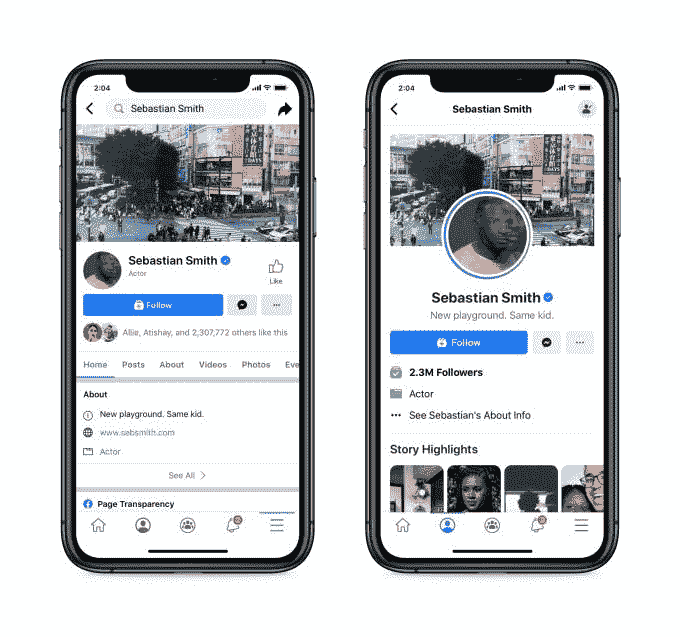 2:04
Sebastian Smith
Sebastian Smith
Actor
Like
Follow
Allie, Atishay, and 2,307,772 others like this
Home Posts About Videos Photos Eve
About
New playground. Same kid.
www.sebsmith.com
Actor
See All
Page Transparency
2:04
Sebastian Smith
Sebastian Smith
New playground. Same kid.
Follow
2.3M Followers
Actor
See Sebastian's About Info
Story Highlights